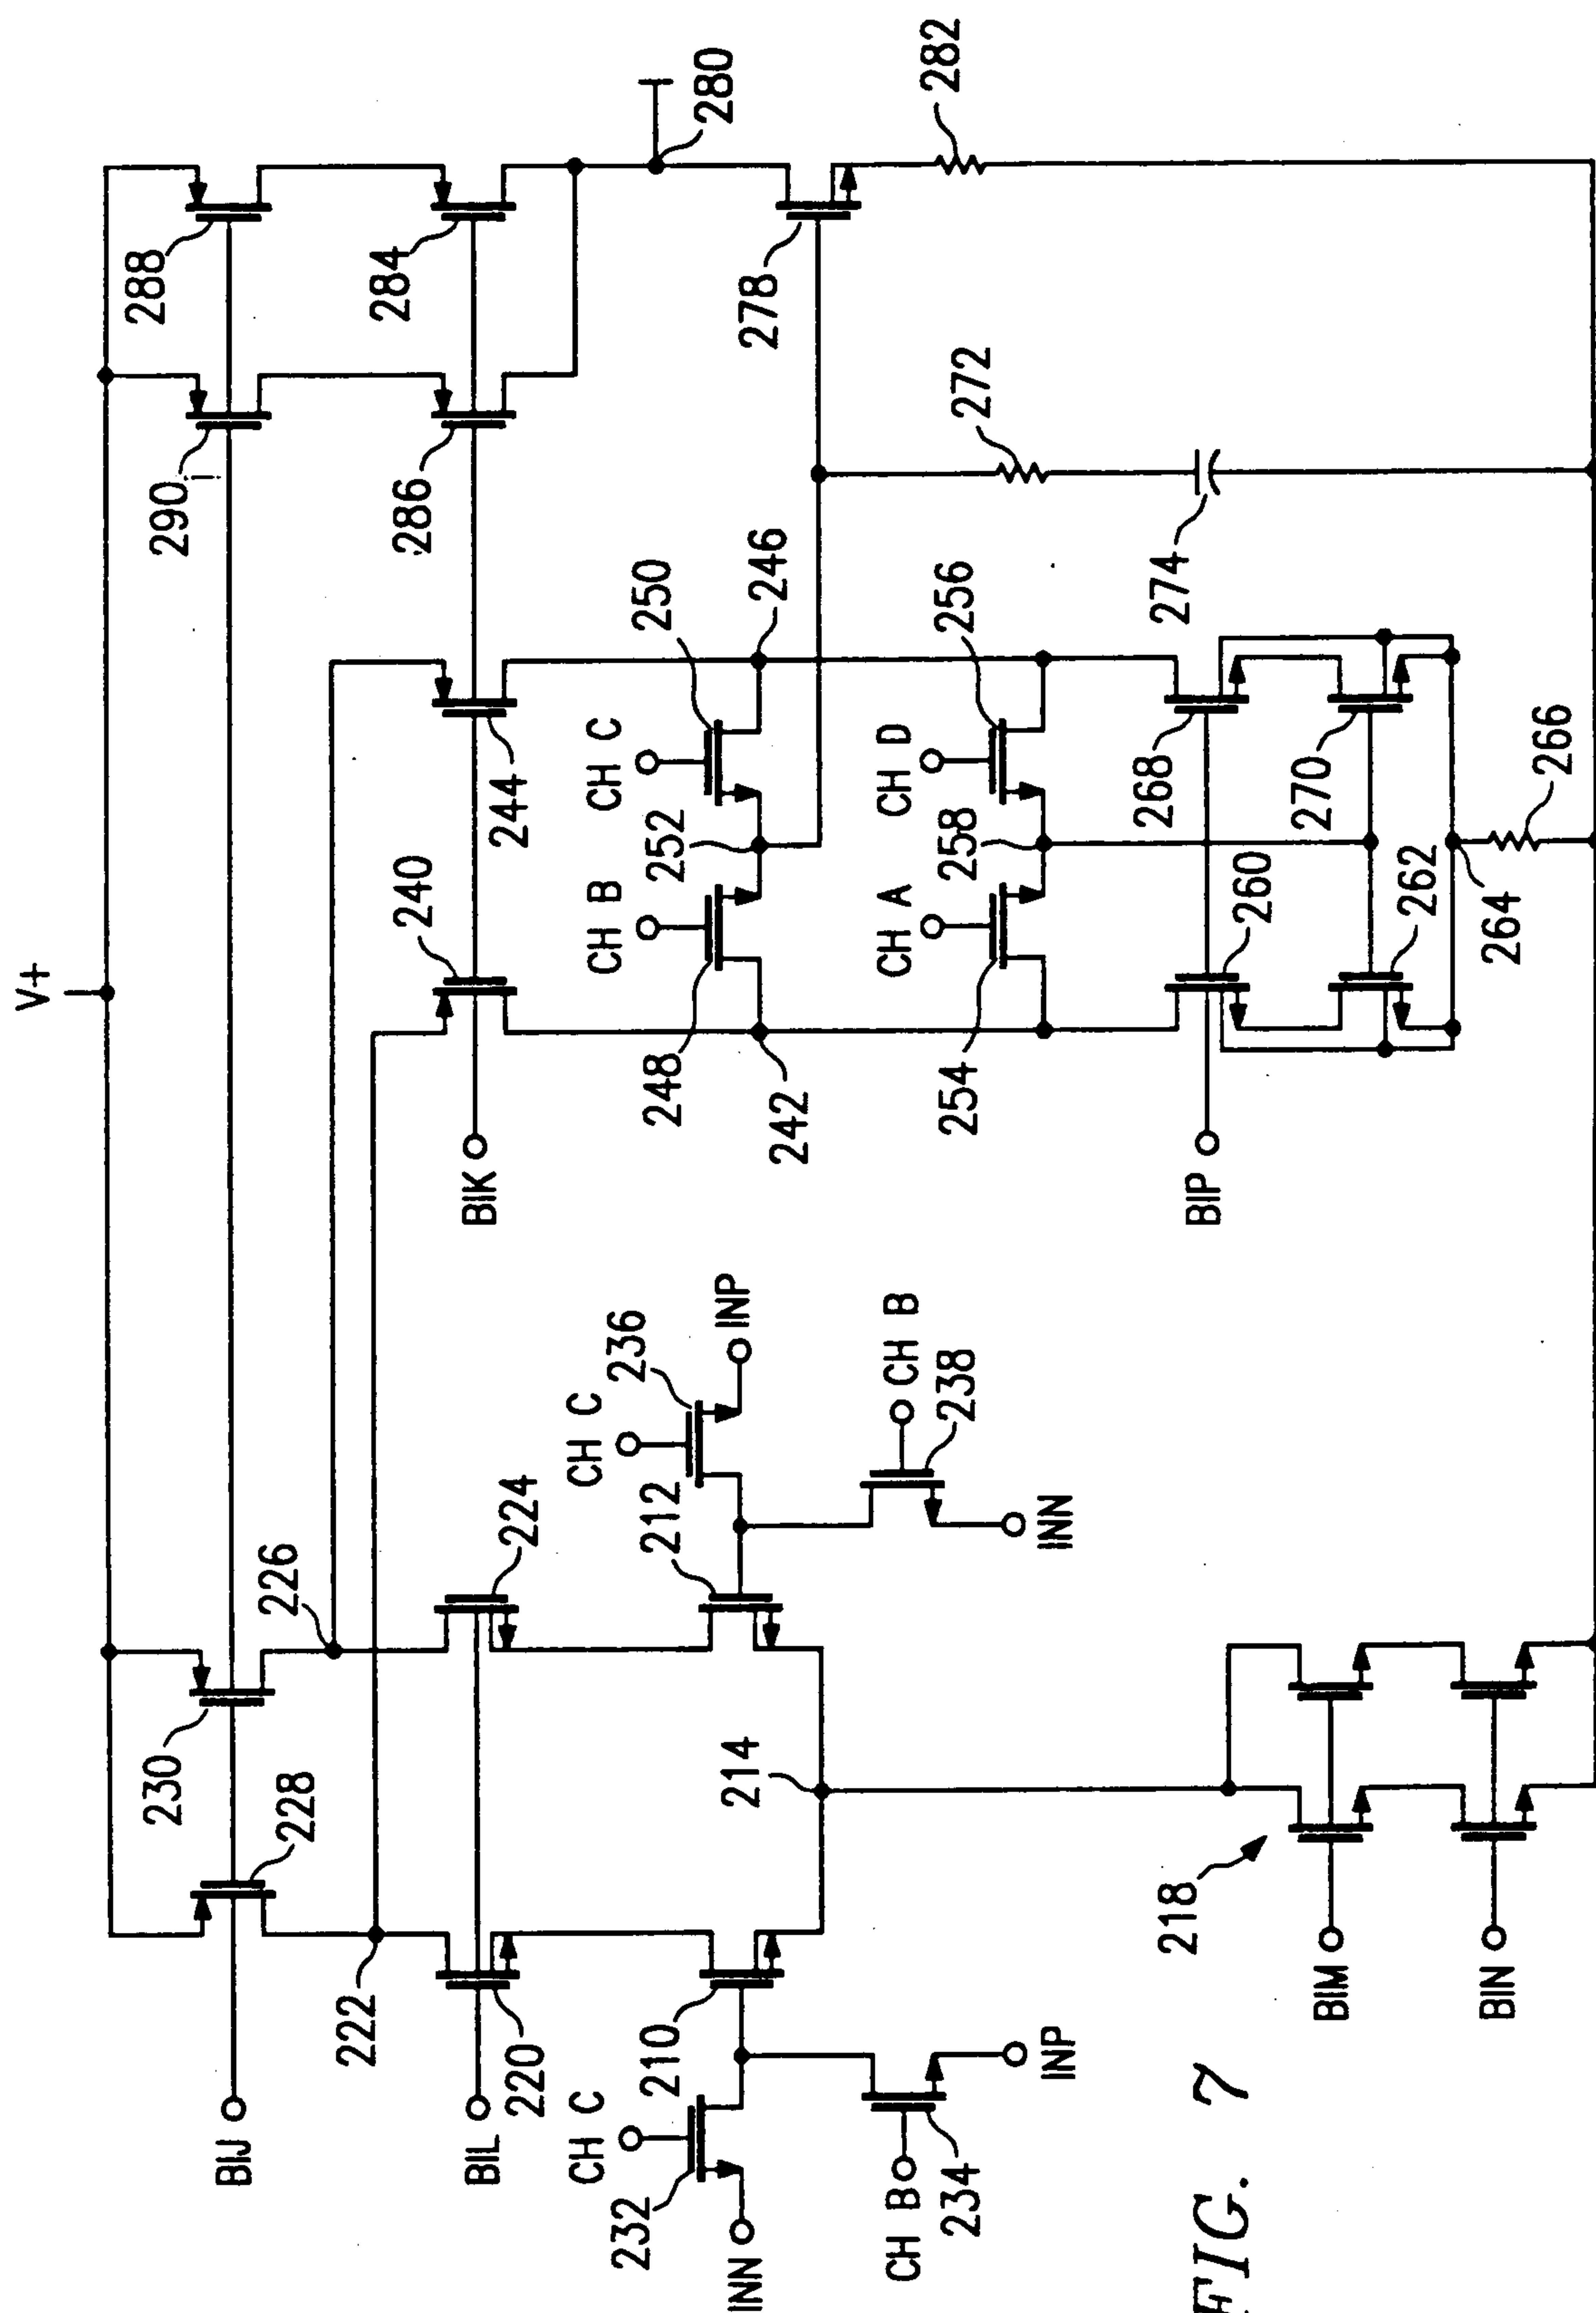 V+
BIJ
228
230
226
290
288
222
BIL
220
224
BIK
240
244
286
284
280
CH C
232
INN
210
212
CH C
236
INP
CH B
234
INP
CH B
238
INN
214
CH B
248
242
252
CH C
250
246
278
CH A
254
258
CH D
256
272
282
274
BIP
260
268
262
270
264
266
218
BIM
BIN
FIG. 7